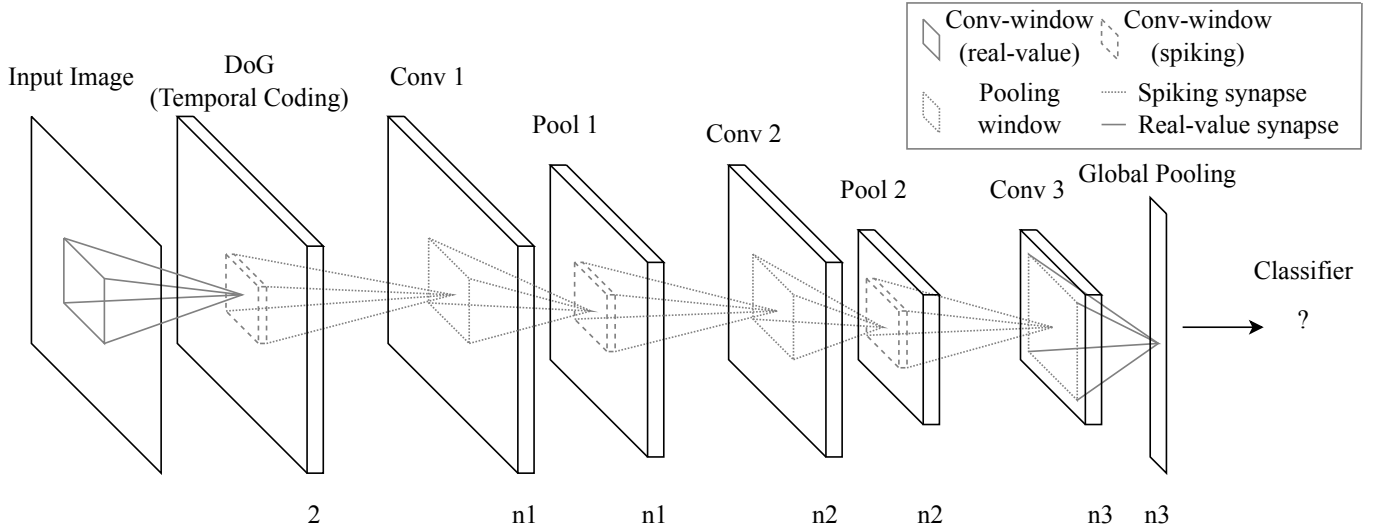 Input Image
DoG
(Temporal Coding)
Conv 1
Pool 1
Conv 2
Pool 2
Conv 3
Global Pooling
Classifier
?
Conv-window
(real-value)
Conv-window
(spiking)
Pooling
window
Spiking synapse
Real-value synapse
2
n1
n1
n2
n2
n3
n3